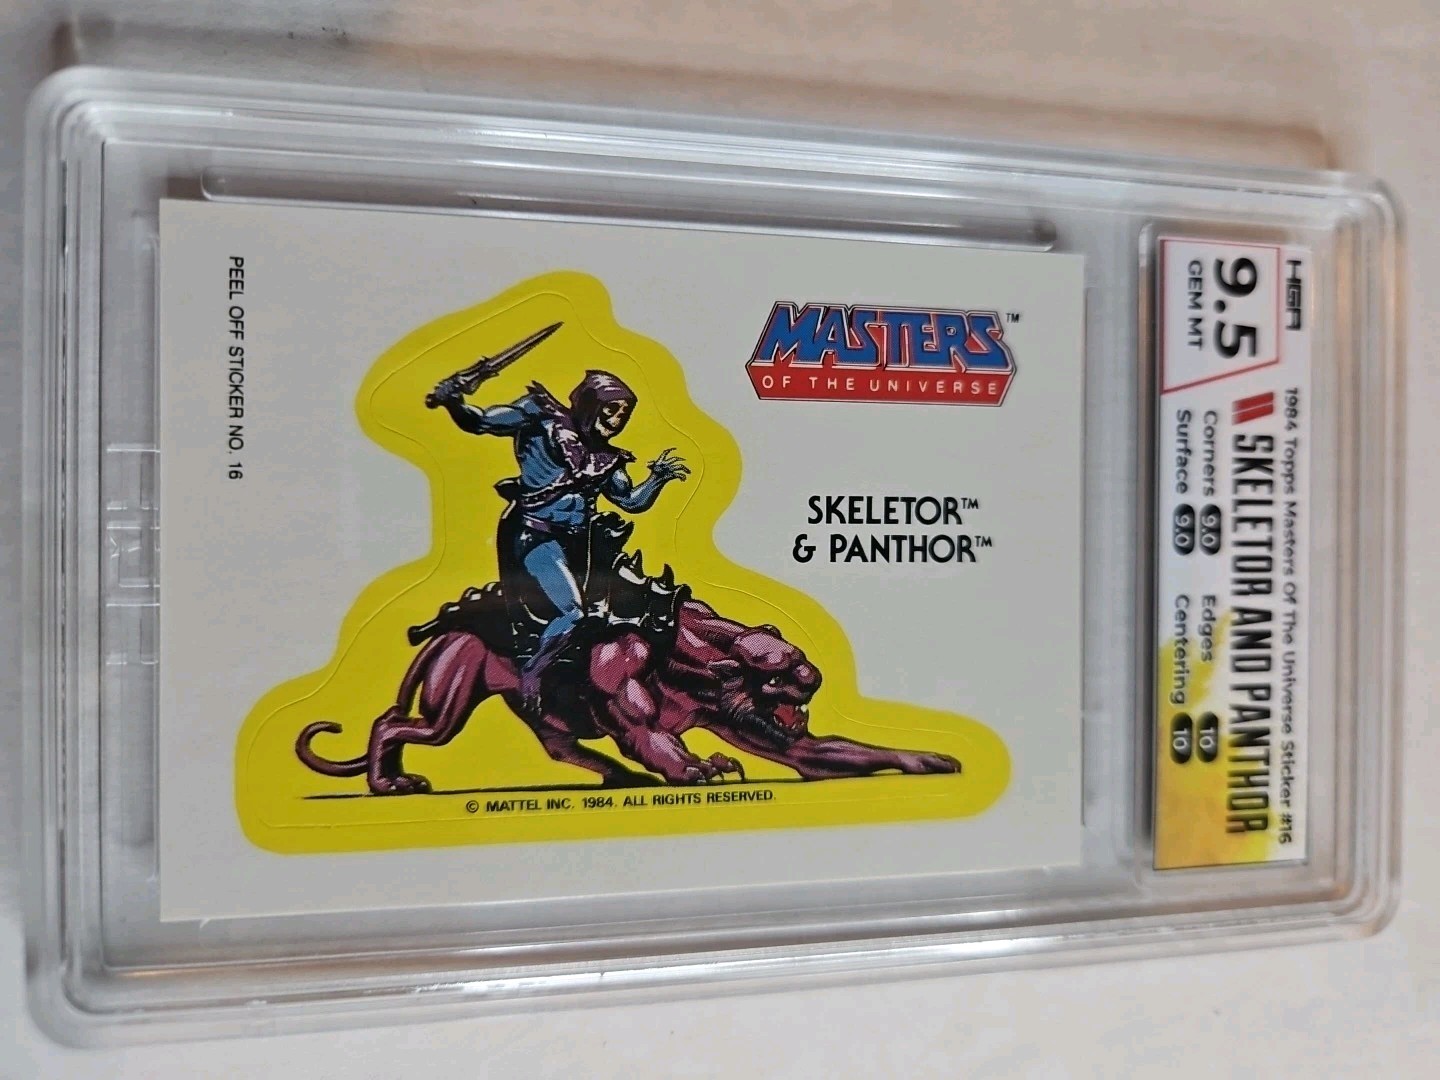 HGA
9.5
GEM MT
1984 Topps Masters Of The Universe Sticker #16
SKELETOR AND PANTHOR
Corners 9.0 Edges 10
Surface 9.0 Centering 10
MASTERS™
OF THE UNIVERSE
SKELETOR™
& PANTHOR™
© MATTEL INC. 1984. ALL RIGHTS RESERVED.
PEEL OFF STICKER NO. 16